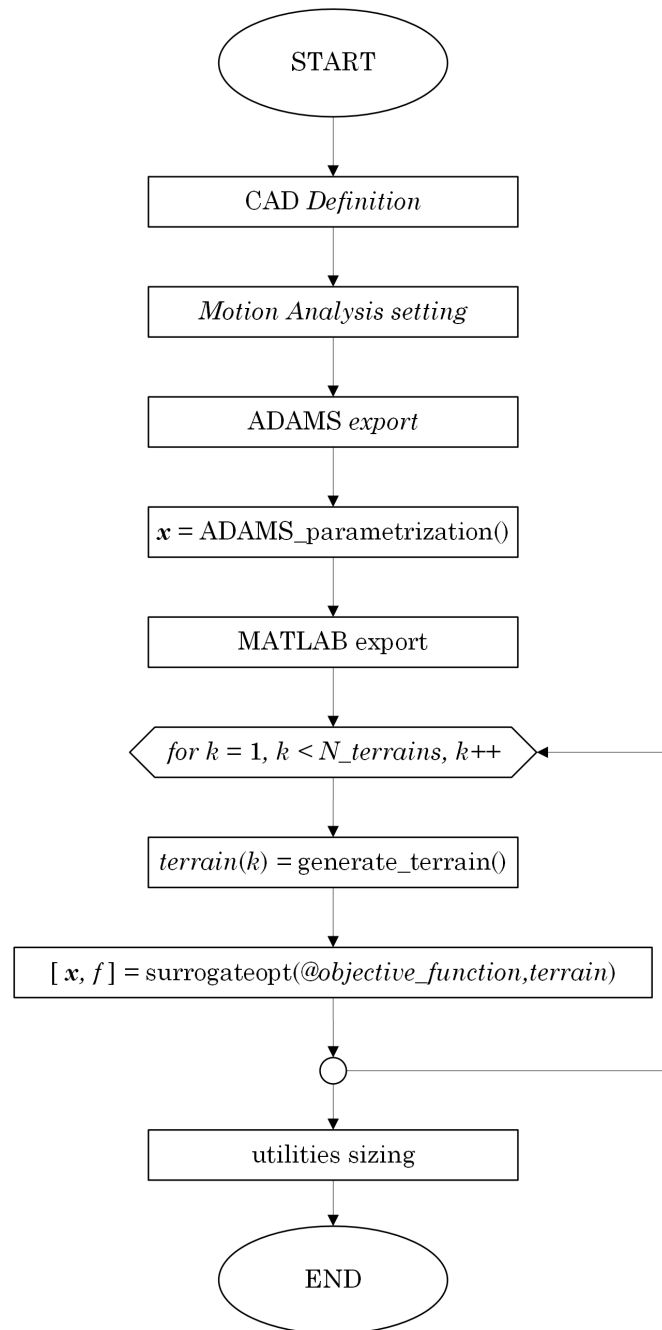 START
CAD Definition
Motion Analysis setting
ADAMS export
x = ADAMS_parametrization()
MATLAB export
for k = 1, k < N_terrains, k++
terrain(k) = generate_terrain()
[ x, f ] = surrogateopt(@objective_function,terrain)
utilities sizing
END